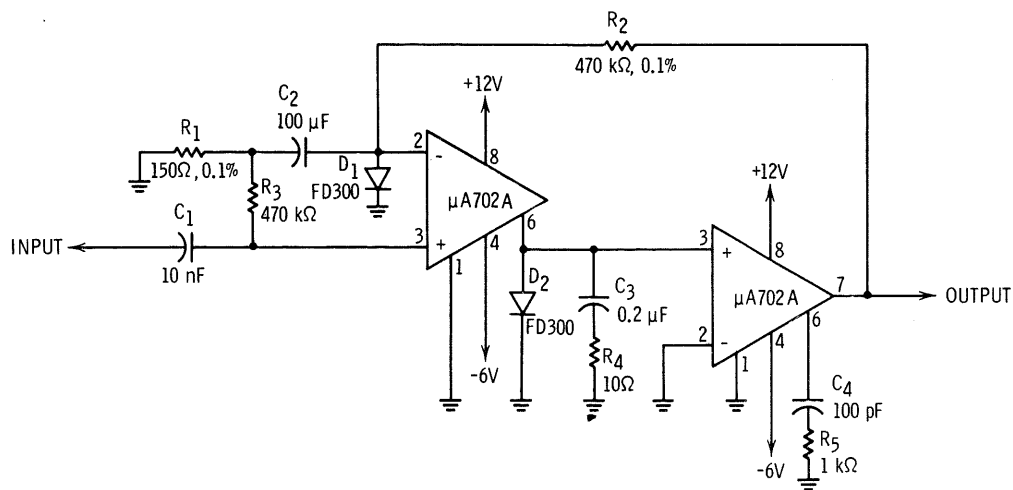 R2
470 kΩ, 0.1%
+12V
C2
100 μF
R1
150Ω, 0.1%
2
-
8
D1
FD300
R3
470 kΩ
μA702A
+12V
C1
6
INPUT
3
+
4
3
+
8
10 nF
1
D2
C3
μA702A
7
OUTPUT
FD300
0.2 μF
6
2
-
4
-6V
R4
10Ω
1
C4
100 pF
R5
-6V
1 kΩ